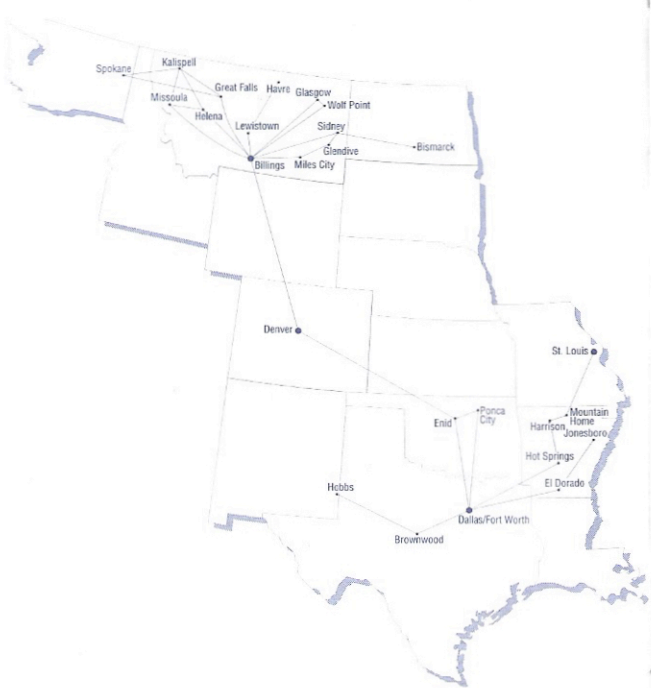 Spokane
Kalispell
Missoula
Helena
Great Falls
Havre
Glasgow
Wolf Point
Lewistown
Sidney
Glendive
Bismarck
Billings
Miles City
Denver
St. Louis
Enid
Ponca
City
Mountain
Home
Harrison
Jonesboro
Hot Springs
El Dorado
Hobbs
Dallas/Fort Worth
Brownwood